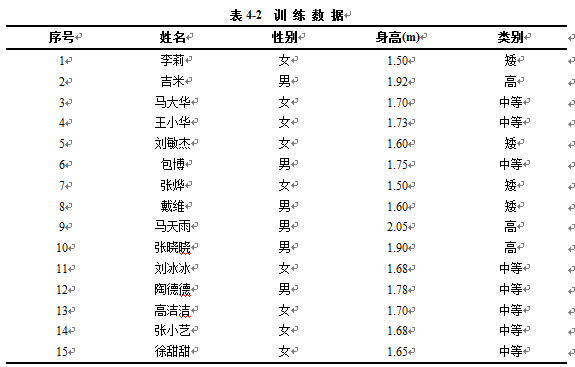 表 4-2 训 练 数 据
序号 姓名 性别 身高(m) 类别
1 李莉 女 1.50 矮
2 吉米 男 1.92 高
3 马大华 女 1.70 中等
4 王小华 女 1.73 中等
5 刘敏杰 女 1.60 矮
6 包博 男 1.75 中等
7 张烨 女 1.50 矮
8 戴维 男 1.60 矮
9 马天雨 男 2.05 高
10 张晓晓 男 1.90 高
11 刘冰冰 女 1.68 中等
12 陶德德 男 1.78 中等
13 高洁洁 女 1.70 中等
14 张小艺 女 1.68 中等
15 徐甜甜 女 1.65 中等